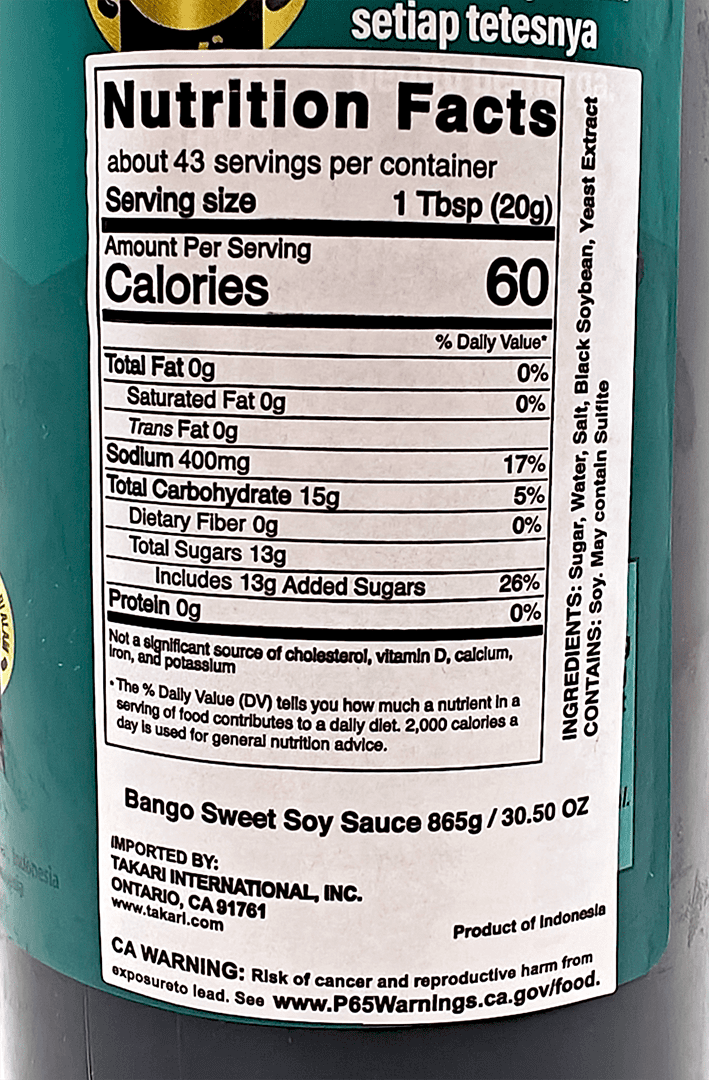 setiap tetesnya
Nutrition Facts
about 43 servings per container
Serving size 1 Tbsp (20g)
Amount Per Serving
Calories 60
% Daily Value*
Total Fat 0g 0%
Saturated Fat 0g 0%
Trans Fat 0g
Sodium 400mg 17%
Total Carbohydrate 15g 5%
Dietary Fiber 0g 0%
Total Sugars 13g
Includes 13g Added Sugars 26%
Protein 0g 0%
Not a significant source of cholesterol, vitamin D, calcium,
iron, and potassium
*The % Daily Value (DV) tells you how much a nutrient in a
serving of food contributes to a daily diet. 2,000 calories a
day is used for general nutrition advice.
INGREDIENTS: Sugar, Water, Salt, Black Soybean, Yeast Extract
CONTAINS: Soy. May contain Sulfite
Bango Sweet Soy Sauce 865g / 30.50 OZ
IMPORTED BY:
TAKARI INTERNATIONAL, INC.
ONTARIO, CA 91761
www.takari.com
Product of Indonesia
CA WARNING: Risk of cancer and reproductive harm from
exposureto lead. See www.P65Warnings.ca.gov/food.